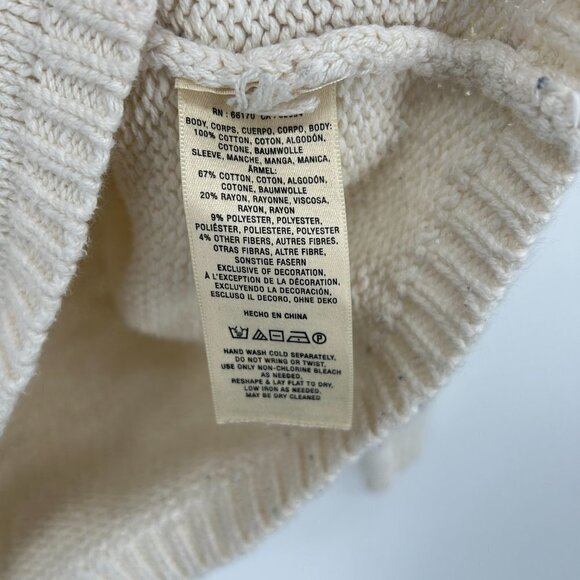 RN : 66170 CA
BODY, CORPS, CUERPO, CORPO, BODY:
100% COTTON, COTON, ALGODÓN,
COTONE, BAUMWOLLE
SLEEVE, MANCHE, MANGA, MANICA,
ÄRMEL:
67% COTTON, COTON, ALGODÓN,
COTONE, BAUMWOLLE
20% RAYON, RAYONNE, VISCOSA,
RAYON, RAYON
9% POLYESTER, POLYESTER,
POLIÉSTER, POLIESTERE, POLYESTER
4% OTHER FIBERS, AUTRES FIBRES,
OTRAS FIBRAS, ALTRE FIBRE,
SONSTIGE FASERN
EXCLUSIVE OF DECORATION,
À L'EXCEPTION DE LA DÉCORATION,
EXCLUYENDO LA DECORACIÓN,
ESCLUSO IL DECORO, OHNE DEKO
HECHO EN CHINA
HAND WASH COLD SEPARATELY.
DO NOT WRING OR TWIST.
USE ONLY NON-CHLORINE BLEACH
AS NEEDED.
RESHAPE & LAY FLAT TO DRY.
LOW IRON AS NEEDED.
MAY BE DRY CLEANED